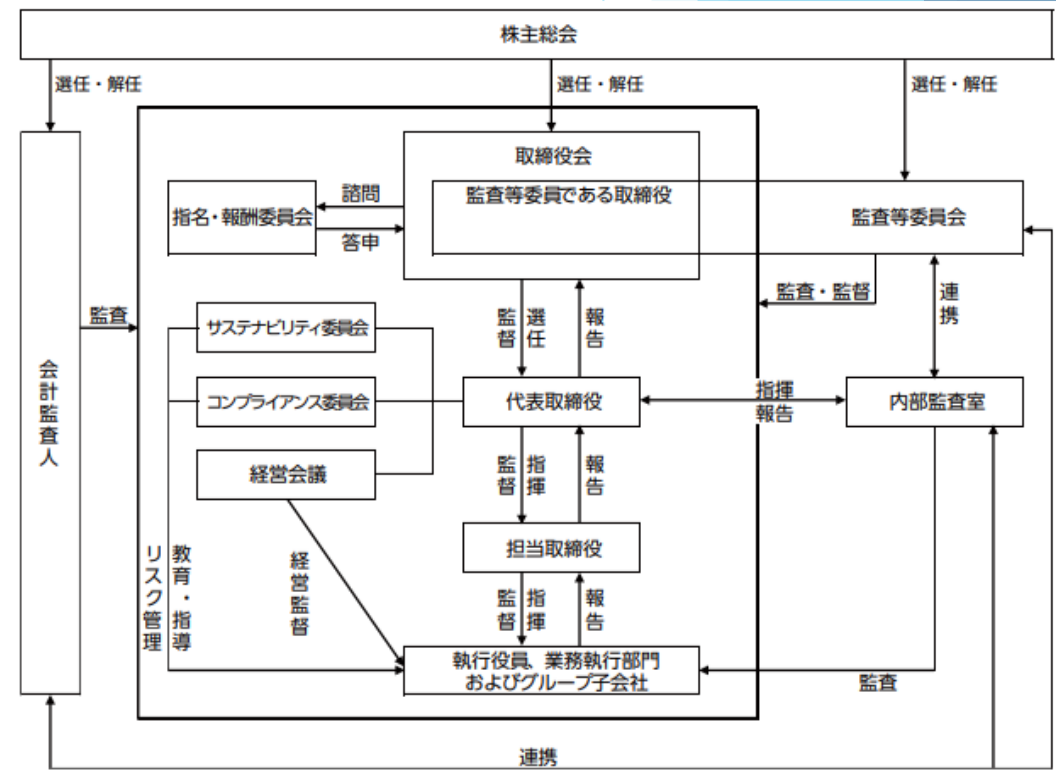 株主総会
選任・解任
選任・解任
選任・解任
取締役会
監査等委員である取締役
監査等委員会
指名・報酬委員会
諮問
答申
監査・監督
連携
監査
サステナビリティ委員会
監督
選任
報告
会計監査人
コンプライアンス委員会
代表取締役
指揮
報告
内部監査室
経営会議
監督
指揮
報告
担当取締役
リスク管理
教育・指導
経営監督
監督
指揮
報告
執行役員、業務執行部門
およびグループ子会社
監査
連携